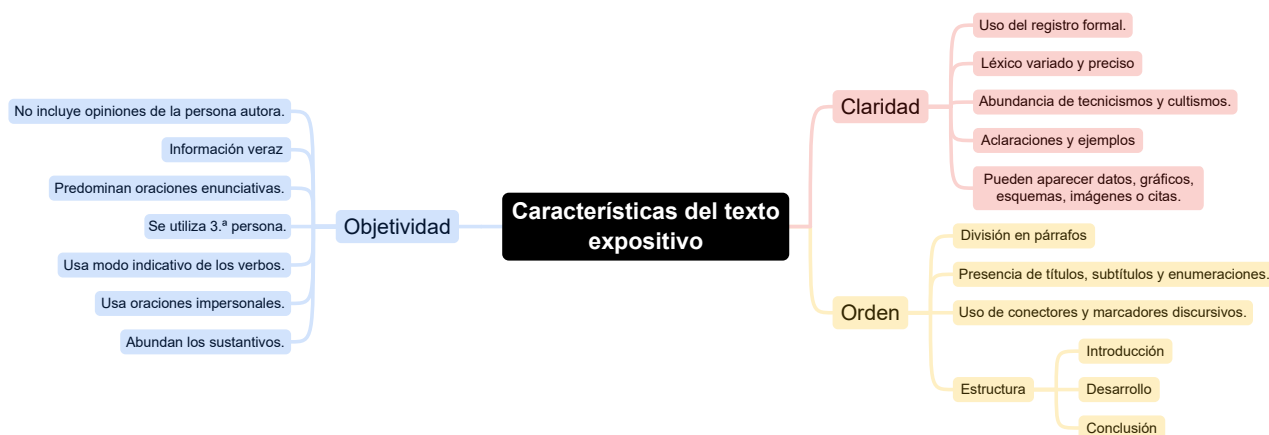 Características del texto
expositivo
Objetividad
No incluye opiniones de la persona autora.
Información veraz
Predominan oraciones enunciativas.
Se utiliza 3.ª persona.
Usa modo indicativo de los verbos.
Usa oraciones impersonales.
Abundan los sustantivos.
Claridad
Uso del registro formal.
Léxico variado y preciso
Abundancia de tecnicismos y cultismos.
Aclaraciones y ejemplos
Pueden aparecer datos, gráficos,
esquemas, imágenes o citas.
Orden
División en párrafos
Presencia de títulos, subtítulos y enumeraciones.
Uso de conectores y marcadores discursivos.
Estructura
Introducción
Desarrollo
Conclusión